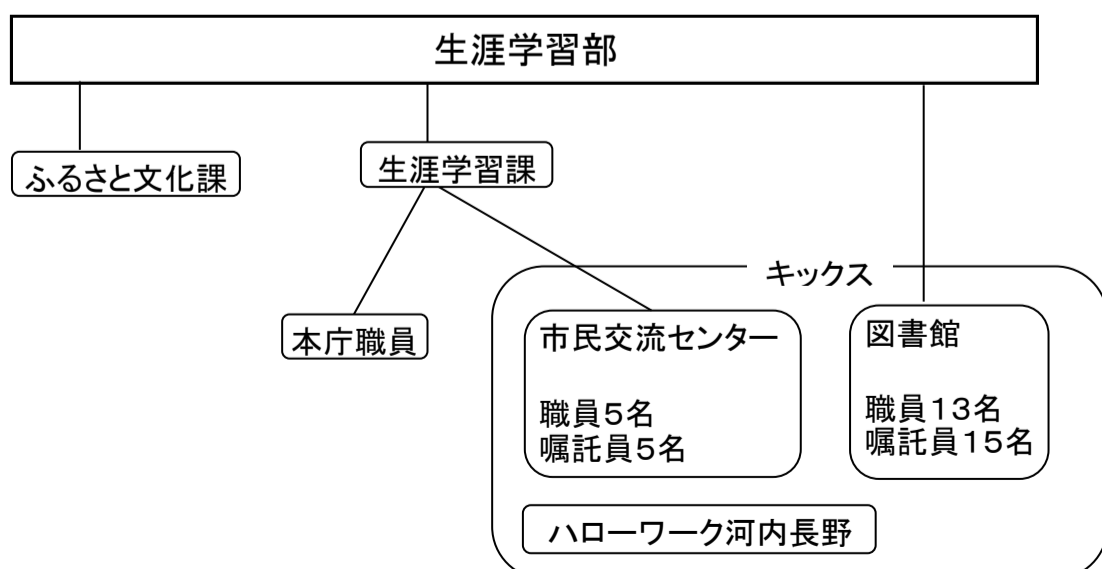 生涯学習部
ふるさと文化課
生涯学習課
キックス
本庁職員
市民交流センター
職員5名
嘱託員5名
図書館
職員13名
嘱託員15名
ハローワーク河内長野